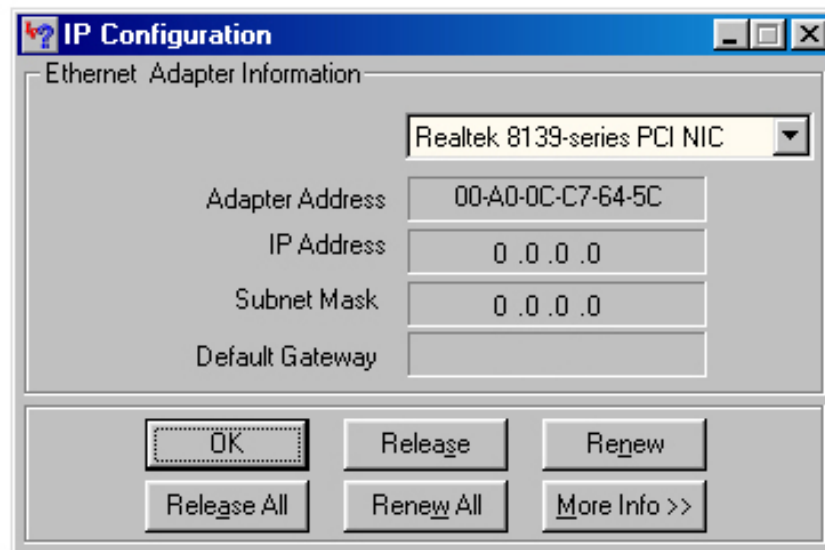 IP Configuration
Ethernet Adapter Information
Realtek 8139-series PCI NIC
Adapter Address 00-A0-0C-C7-64-5C
IP Address 0 .0 .0 .0
Subnet Mask 0 .0 .0 .0
Default Gateway
OK Release Renew
Release All Renew All More Info >>